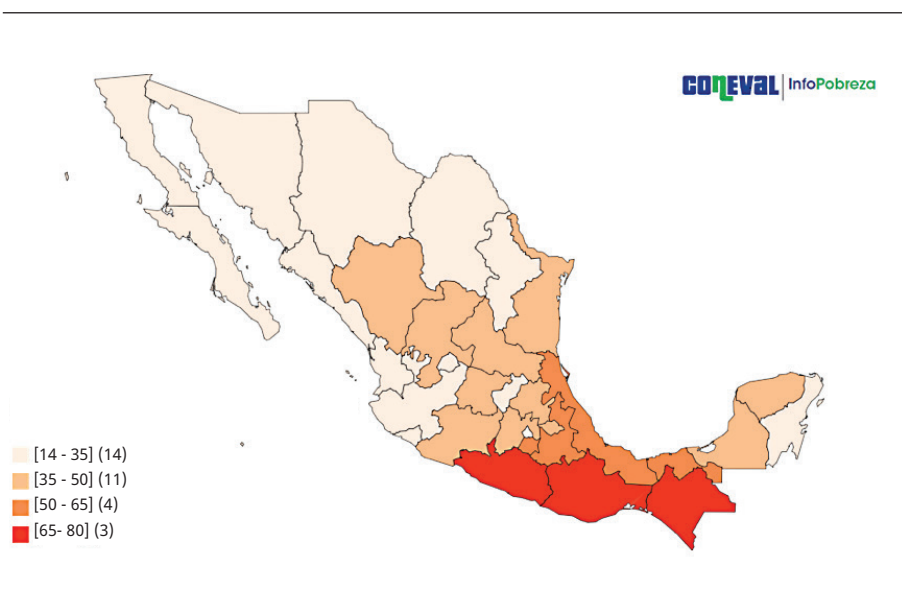 CONEVAL InfoPobreza
[14 - 35] (14)
[35 - 50] (11)
[50 - 65] (4)
[65- 80] (3)